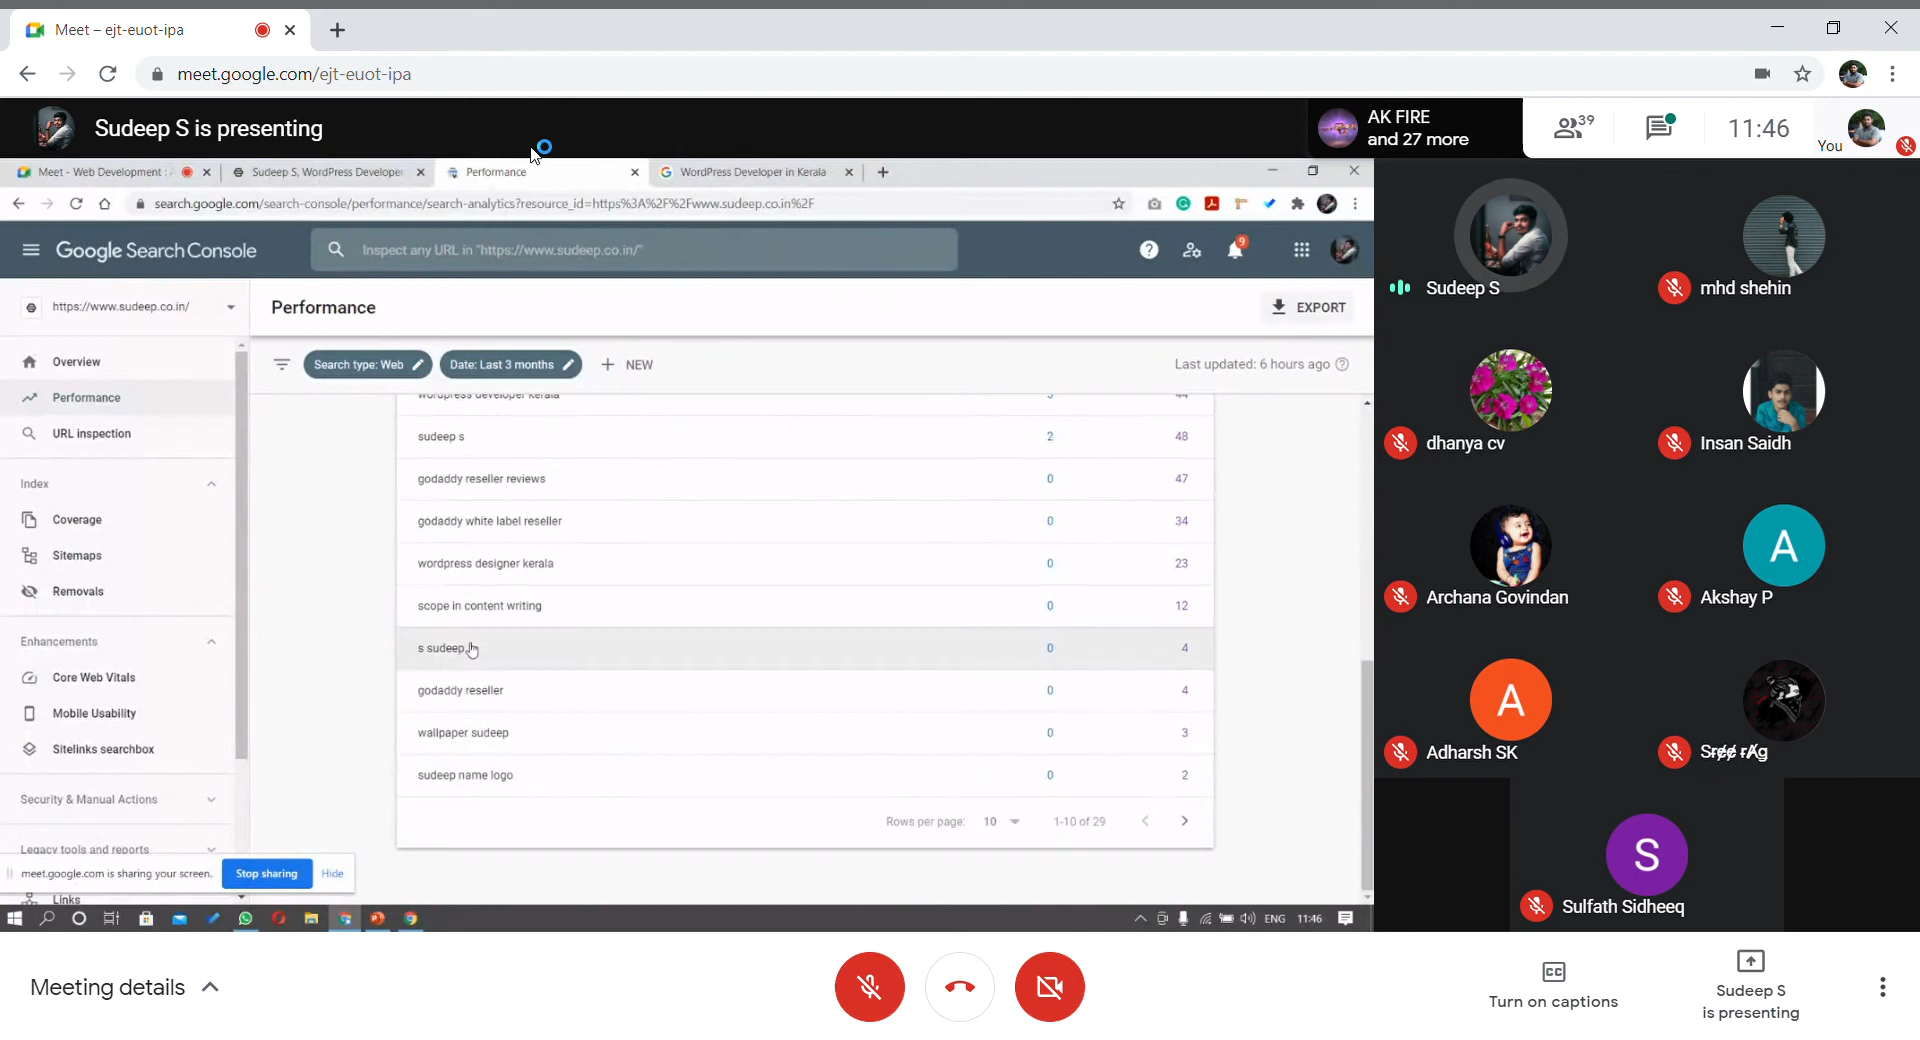 Meet – ejt-euot-ipa
meet.google.com/ejt-euot-ipa
Sudeep S is presenting
AK FIRE
and 27 more
39
11:46
You
Meet - Web Development :
Sudeep S, WordPress Developer
Performance
WordPress Developer in Kerala
search.google.com/search-console/performance/search-analytics?resource_id=https%3A%2F%2Fwww.sudeep.co.in%2F
Google Search Console
Inspect any URL in "https://www.sudeep.co.in/"
9
https://www.sudeep.co.in/
Performance
EXPORT
Overview
Performance
URL inspection
Index
Coverage
Sitemaps
Removals
Enhancements
Core Web Vitals
Mobile Usability
Sitelinks searchbox
Security & Manual Actions
Legacy tools and reports
Links
Search type: Web
Date: Last 3 months
NEW
Last updated: 6 hours ago
wordpress developer kerala 44
sudeep s 2 48
godaddy reseller reviews 0 47
godaddy white label reseller 0 34
wordpress designer kerala 0 23
scope in content writing 0 12
s sudeep 0 4
godaddy reseller 0 4
wallpaper sudeep 0 3
sudeep name logo 0 2
Rows per page: 10 1-10 of 29
meet.google.com is sharing your screen. Stop sharing Hide
ENG 11:46
Sudeep S
mhd shehin
dhanya cv
Insan Saidh
A
Archana Govindan
Akshay P
A
Adharsh SK
Sree rAg
S
Sulfath Sidheeq
Meeting details
Turn on captions
Sudeep S
is presenting